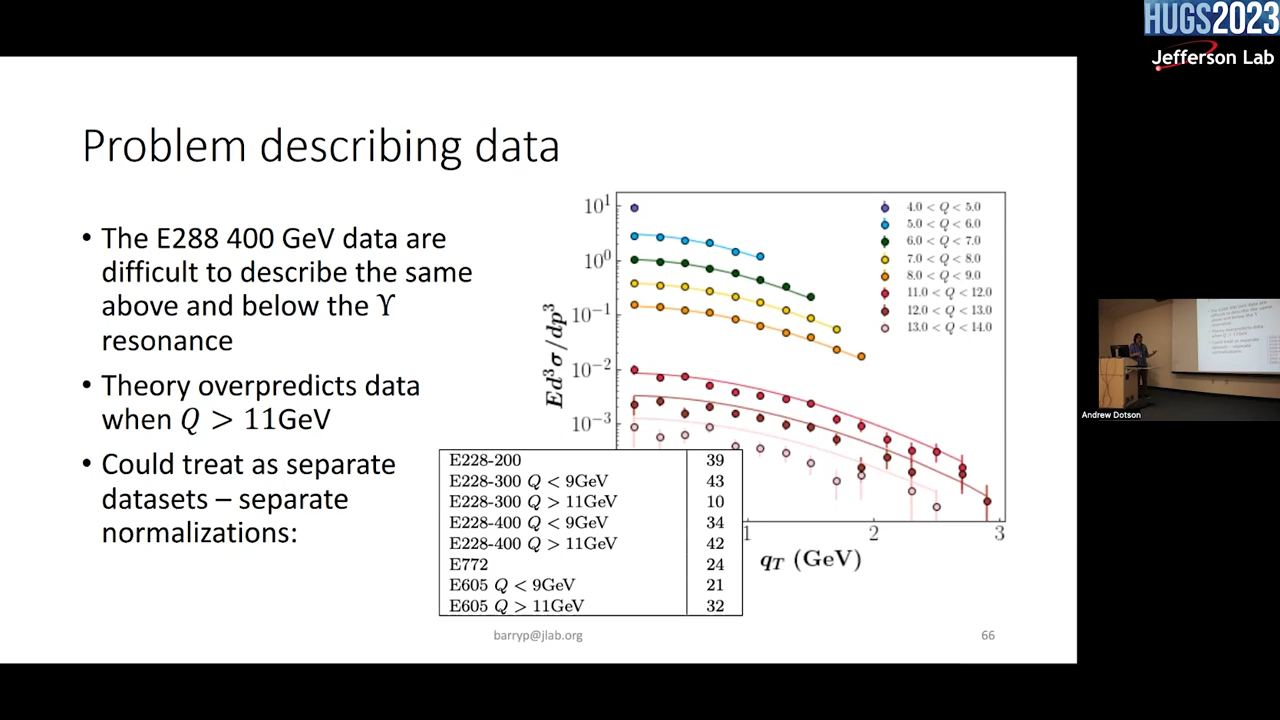 HUGS2023
Jefferson Lab
Problem describing data
• The E288 400 GeV data are
difficult to describe the same
above and below the ϒ
resonance
• Theory overpredicts data
when Q > 11GeV
• Could treat as separate
datasets – separate
normalizations:
10¹
10⁰
10⁻¹
10⁻²
10⁻³
Ed³σ/dp³
4.0 < Q < 5.0
5.0 < Q < 6.0
6.0 < Q < 7.0
7.0 < Q < 8.0
8.0 < Q < 9.0
11.0 < Q < 12.0
12.0 < Q < 13.0
13.0 < Q < 14.0
1 2 3
qT (GeV)
E228-200 39
E228-300 Q < 9GeV 43
E228-300 Q > 11GeV 10
E228-400 Q < 9GeV 34
E228-400 Q > 11GeV 42
E772 24
E605 Q < 9GeV 21
E605 Q > 11GeV 32
barryp@jlab.org
66
Andrew Dotson